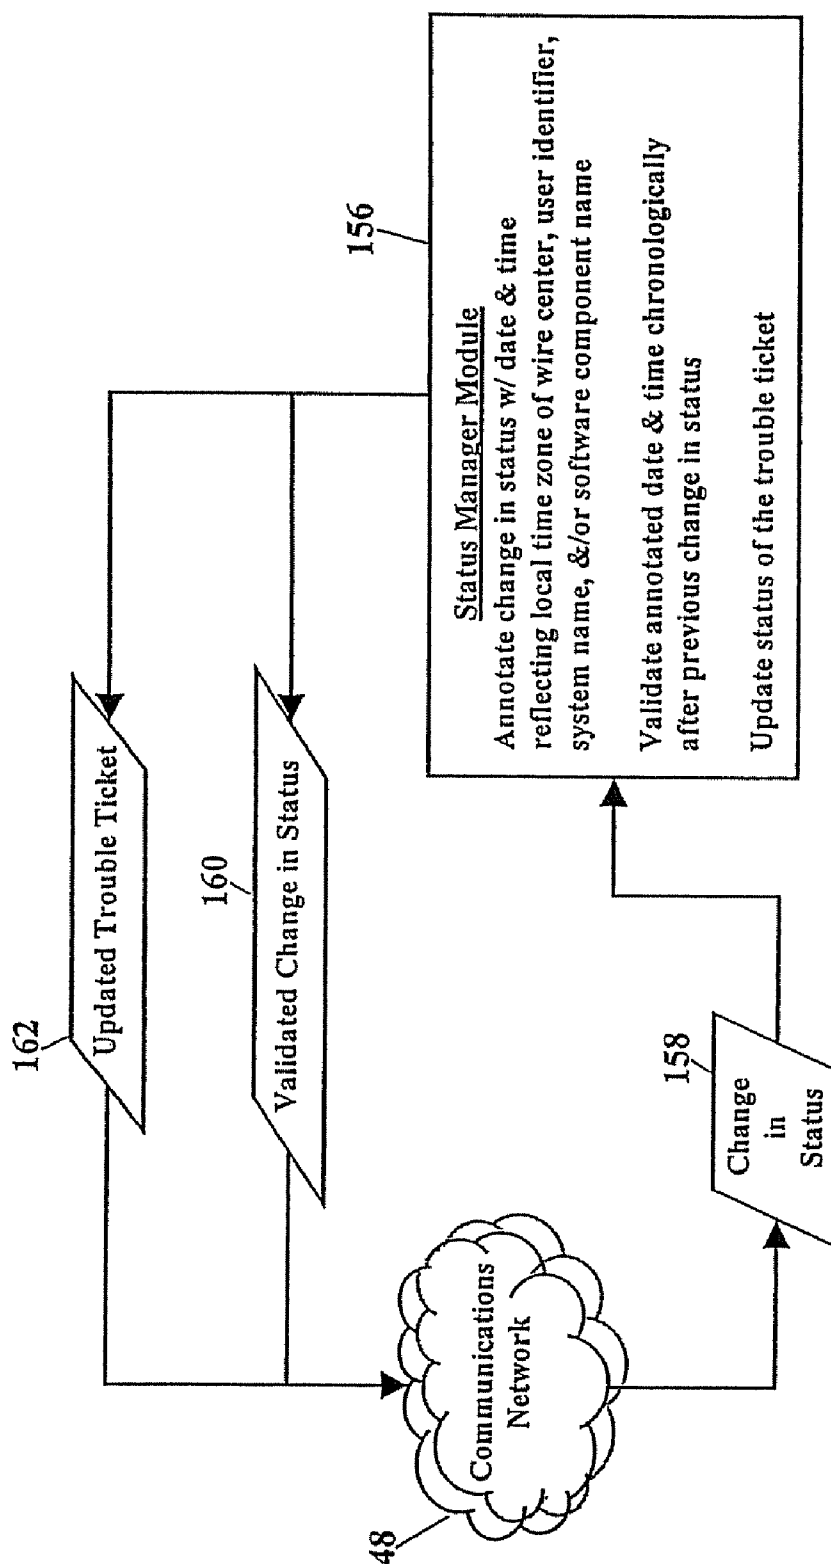 162
Updated Trouble Ticket
160
Validated Change in Status
48
Communications
Network
158
Change
in
Status
156
Status Manager Module
Annotate change in status w/ date & time
reflecting local time zone of wire center, user identifier,
system name, &/or software component name
Validate annotated date & time chronologically
after previous change in status
Update status of the trouble ticket